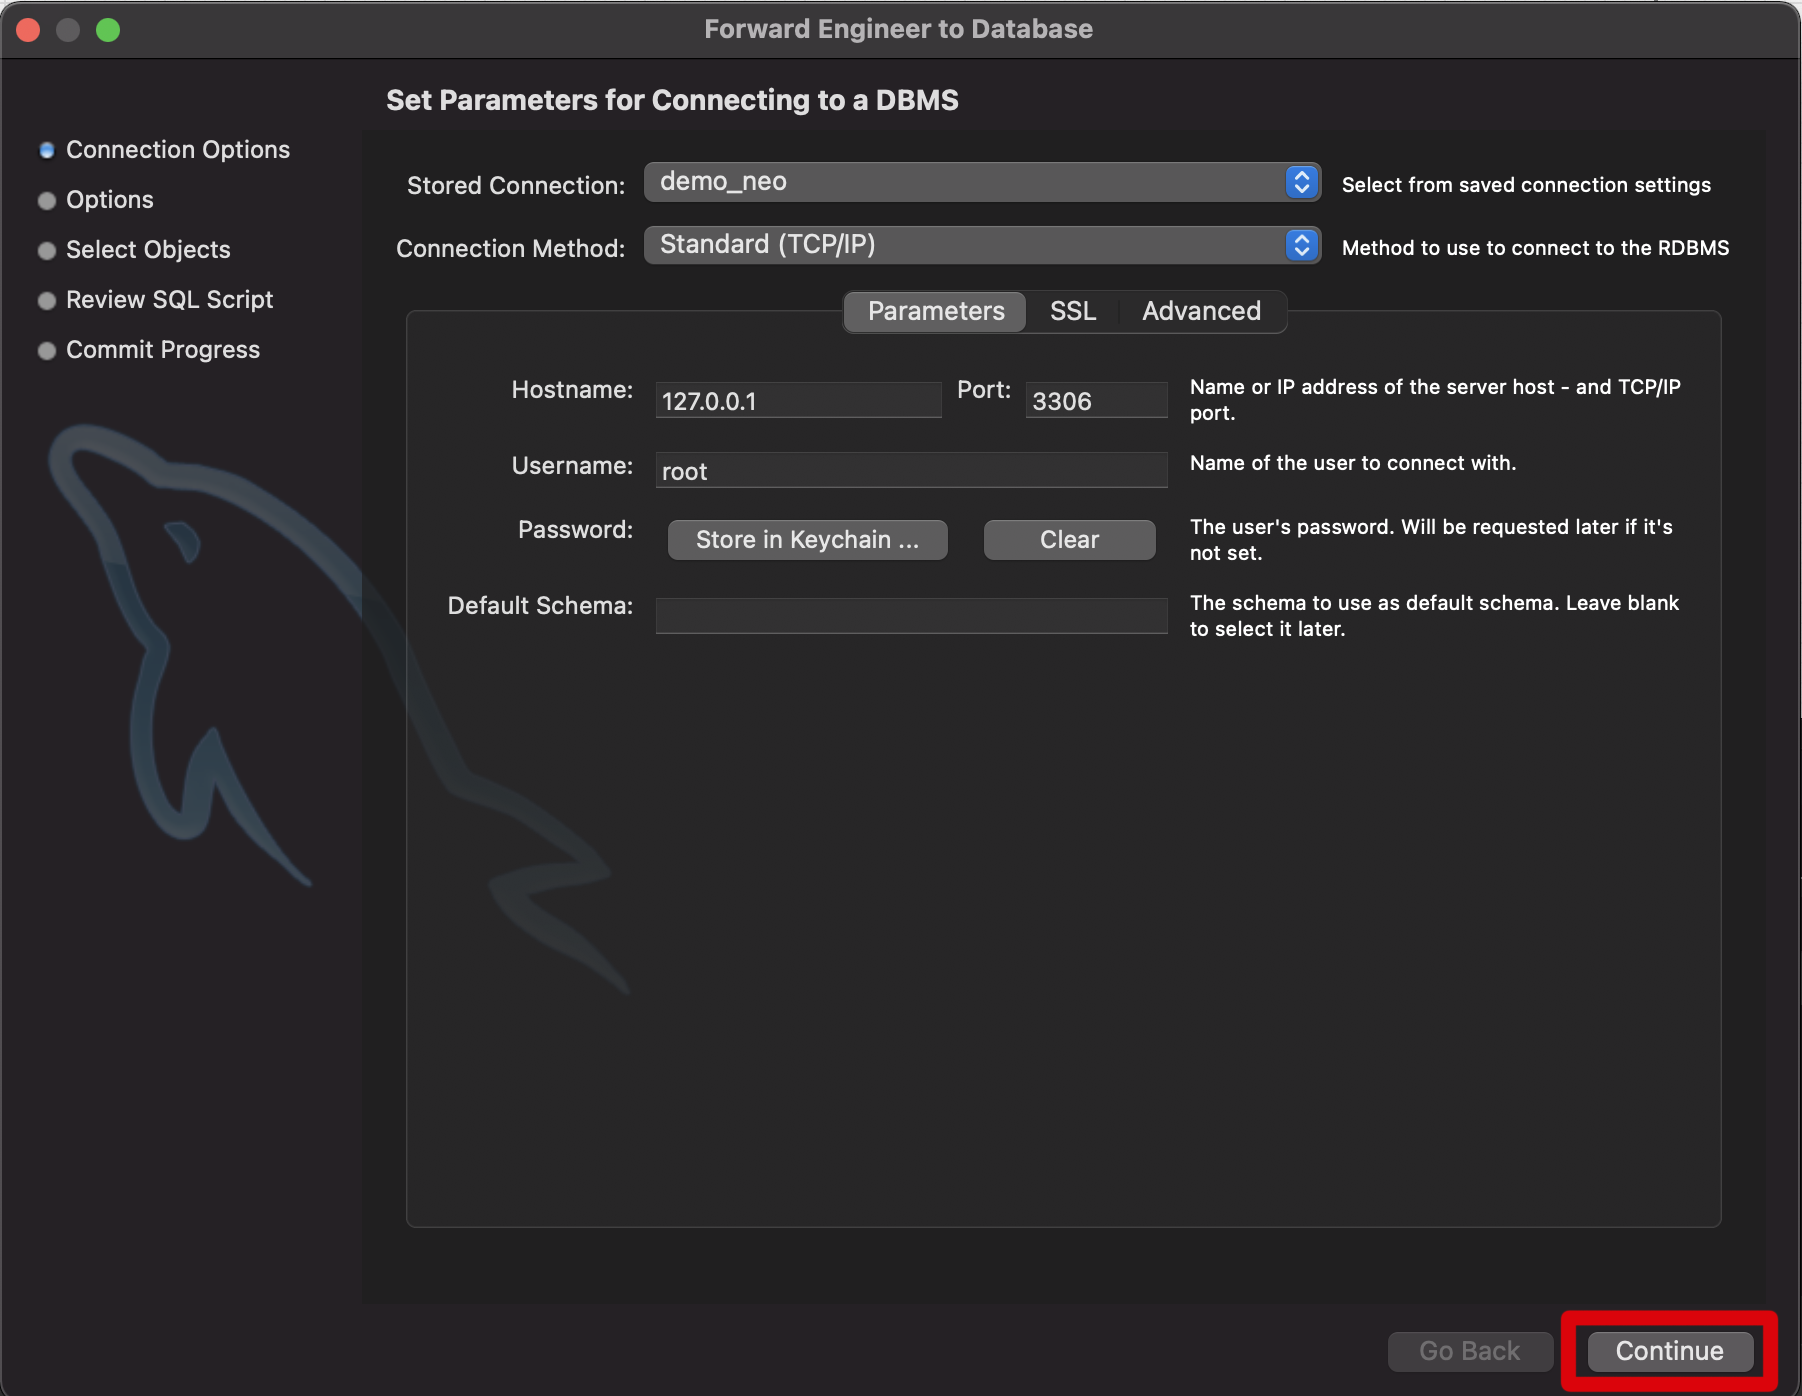 Forward Engineer to Database
Set Parameters for Connecting to a DBMS
Connection Options
Options
Select Objects
Review SQL Script
Commit Progress
Stored Connection: demo_neo Select from saved connection settings
Connection Method: Standard (TCP/IP) Method to use to connect to the RDBMS
Parameters SSL Advanced
Hostname: 127.0.0.1 Port: 3306 Name or IP address of the server host - and TCP/IP
port.
Username: root Name of the user to connect with.
Password: Store in Keychain ... Clear The user's password. Will be requested later if it's
not set.
Default Schema: The schema to use as default schema. Leave blank
to select it later.
Go Back Continue